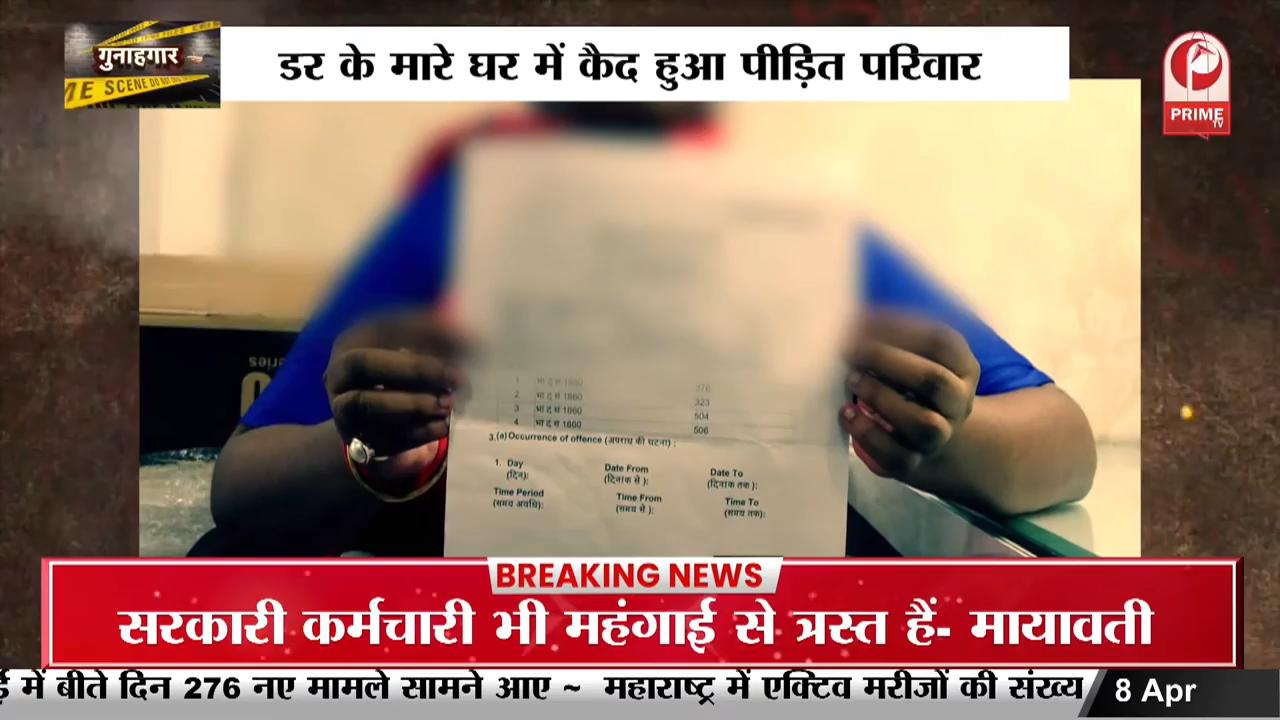 गुनाहगार
SCENE DO NOT
डर के मारे घर में कैद हुआ पीड़ित परिवार
PRIME
TV
1 भा दं सं 1860 376
2 भा दं सं 1860 323
3 भा दं सं 1860 504
4 भा दं सं 1860 506
3.(a) Occurrence of offence (अपराध की घटना) :
1. Day Date From Date To
(दिन): (दिनांक से ): (दिनांक तक ):
Time Period Time From Time To
(समय अवधि): (समय से ): (समय तक):
BREAKING NEWS
सरकारी कर्मचारी भी महंगाई से त्रस्त हैं- मायावती
में बीते दिन 276 नए मामले सामने आए ~ महाराष्ट्र में एक्टिव मरीजों की संख्य
8 Apr